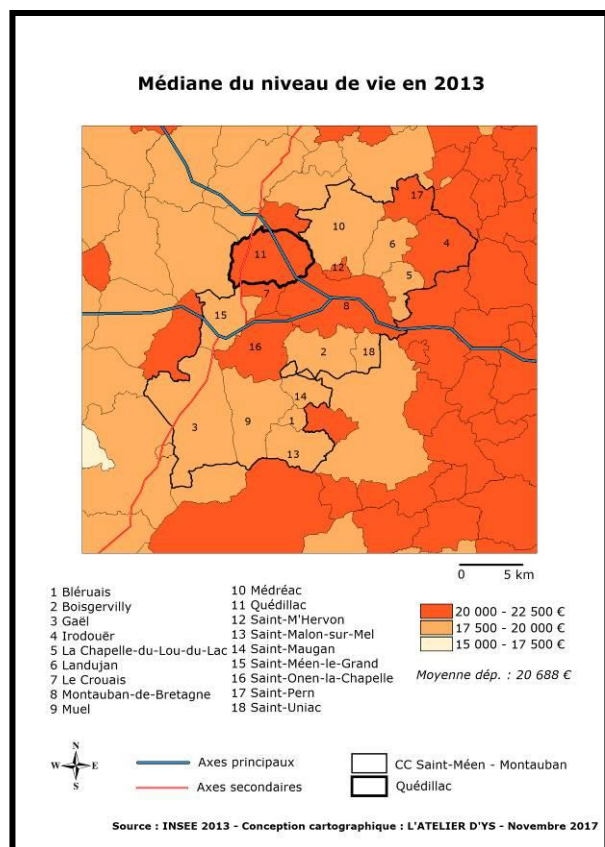 Médiane du niveau de vie en 2013
17
10
6
4
11
12
5
7
8
15
16
2
18
14
3
9
1
13
0 5 km
1 Bléruais
2 Boisgervilly
3 Gaël
4 Irodouër
5 La Chapelle-du-Lou-du-Lac
6 Landujan
7 Le Crouais
8 Montauban-de-Bretagne
9 Muel
10 Médréac
11 Quédillac
12 Saint-M'Hervon
13 Saint-Malon-sur-Mel
14 Saint-Maugan
15 Saint-Méen-le-Grand
16 Saint-Onen-la-Chapelle
17 Saint-Pern
18 Saint-Uniac
20 000 - 22 500 €
17 500 - 20 000 €
15 000 - 17 500 €
Moyenne dép. : 20 688 €
N
W E
S
Axes principaux
Axes secondaires
CC Saint-Méen - Montauban
Quédillac
Source : INSEE 2013 - Conception cartographique : L'ATELIER D'YS - Novembre 2017